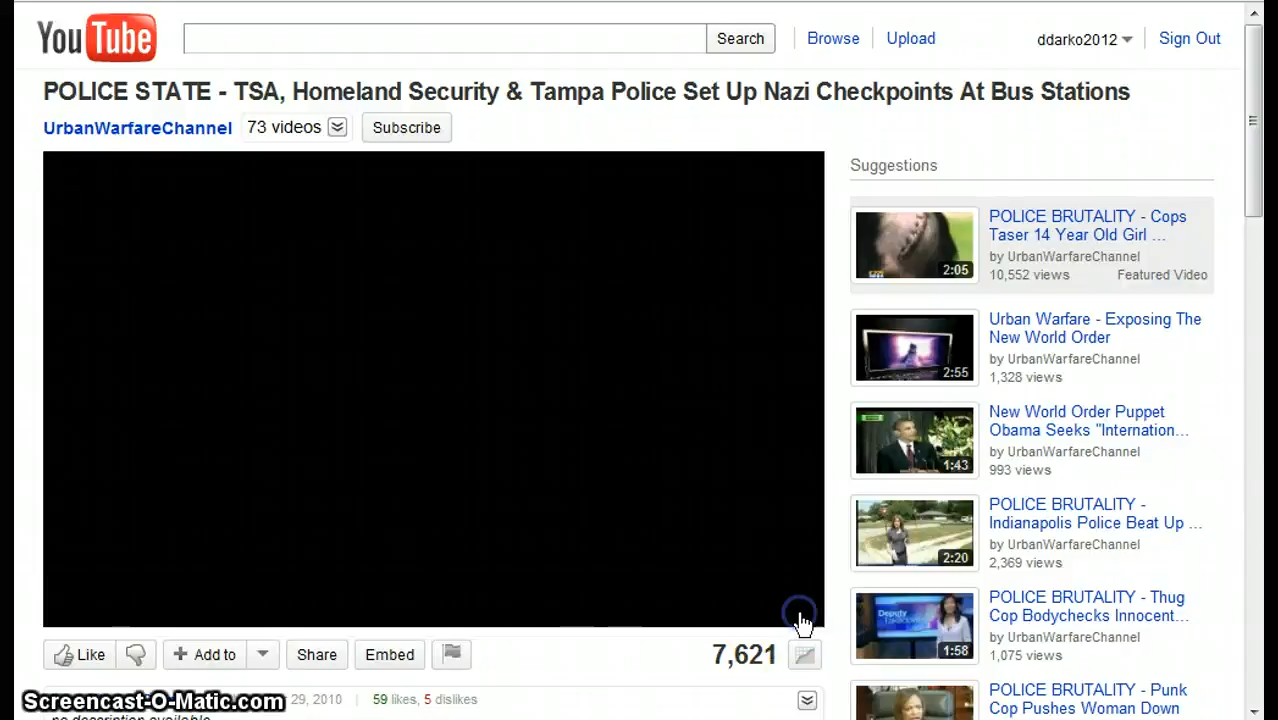 YouTube
Search
Browse
Upload
ddarko2012
Sign Out
POLICE STATE - TSA, Homeland Security & Tampa Police Set Up Nazi Checkpoints At Bus Stations
UrbanWarfareChannel
73 videos
Subscribe
Suggestions
2:05
POLICE BRUTALITY - Cops
Taser 14 Year Old Girl ...
by UrbanWarfareChannel
10,552 views
Featured Video
2:55
Urban Warfare - Exposing The
New World Order
by UrbanWarfareChannel
1,328 views
1:43
New World Order Puppet
Obama Seeks "Internation...
by UrbanWarfareChannel
993 views
2:20
POLICE BRUTALITY -
Indianapolis Police Beat Up ...
by UrbanWarfareChannel
2,369 views
Deputy
1:58
POLICE BRUTALITY - Thug
Cop Bodychecks Innocent...
by UrbanWarfareChannel
1,075 views
POLICE BRUTALITY - Punk
Cop Pushes Woman Down
Like
Add to
Share
Embed
7,621
Screencast-O-Matic.com
29, 2010
59 likes, 5 dislikes
no description available